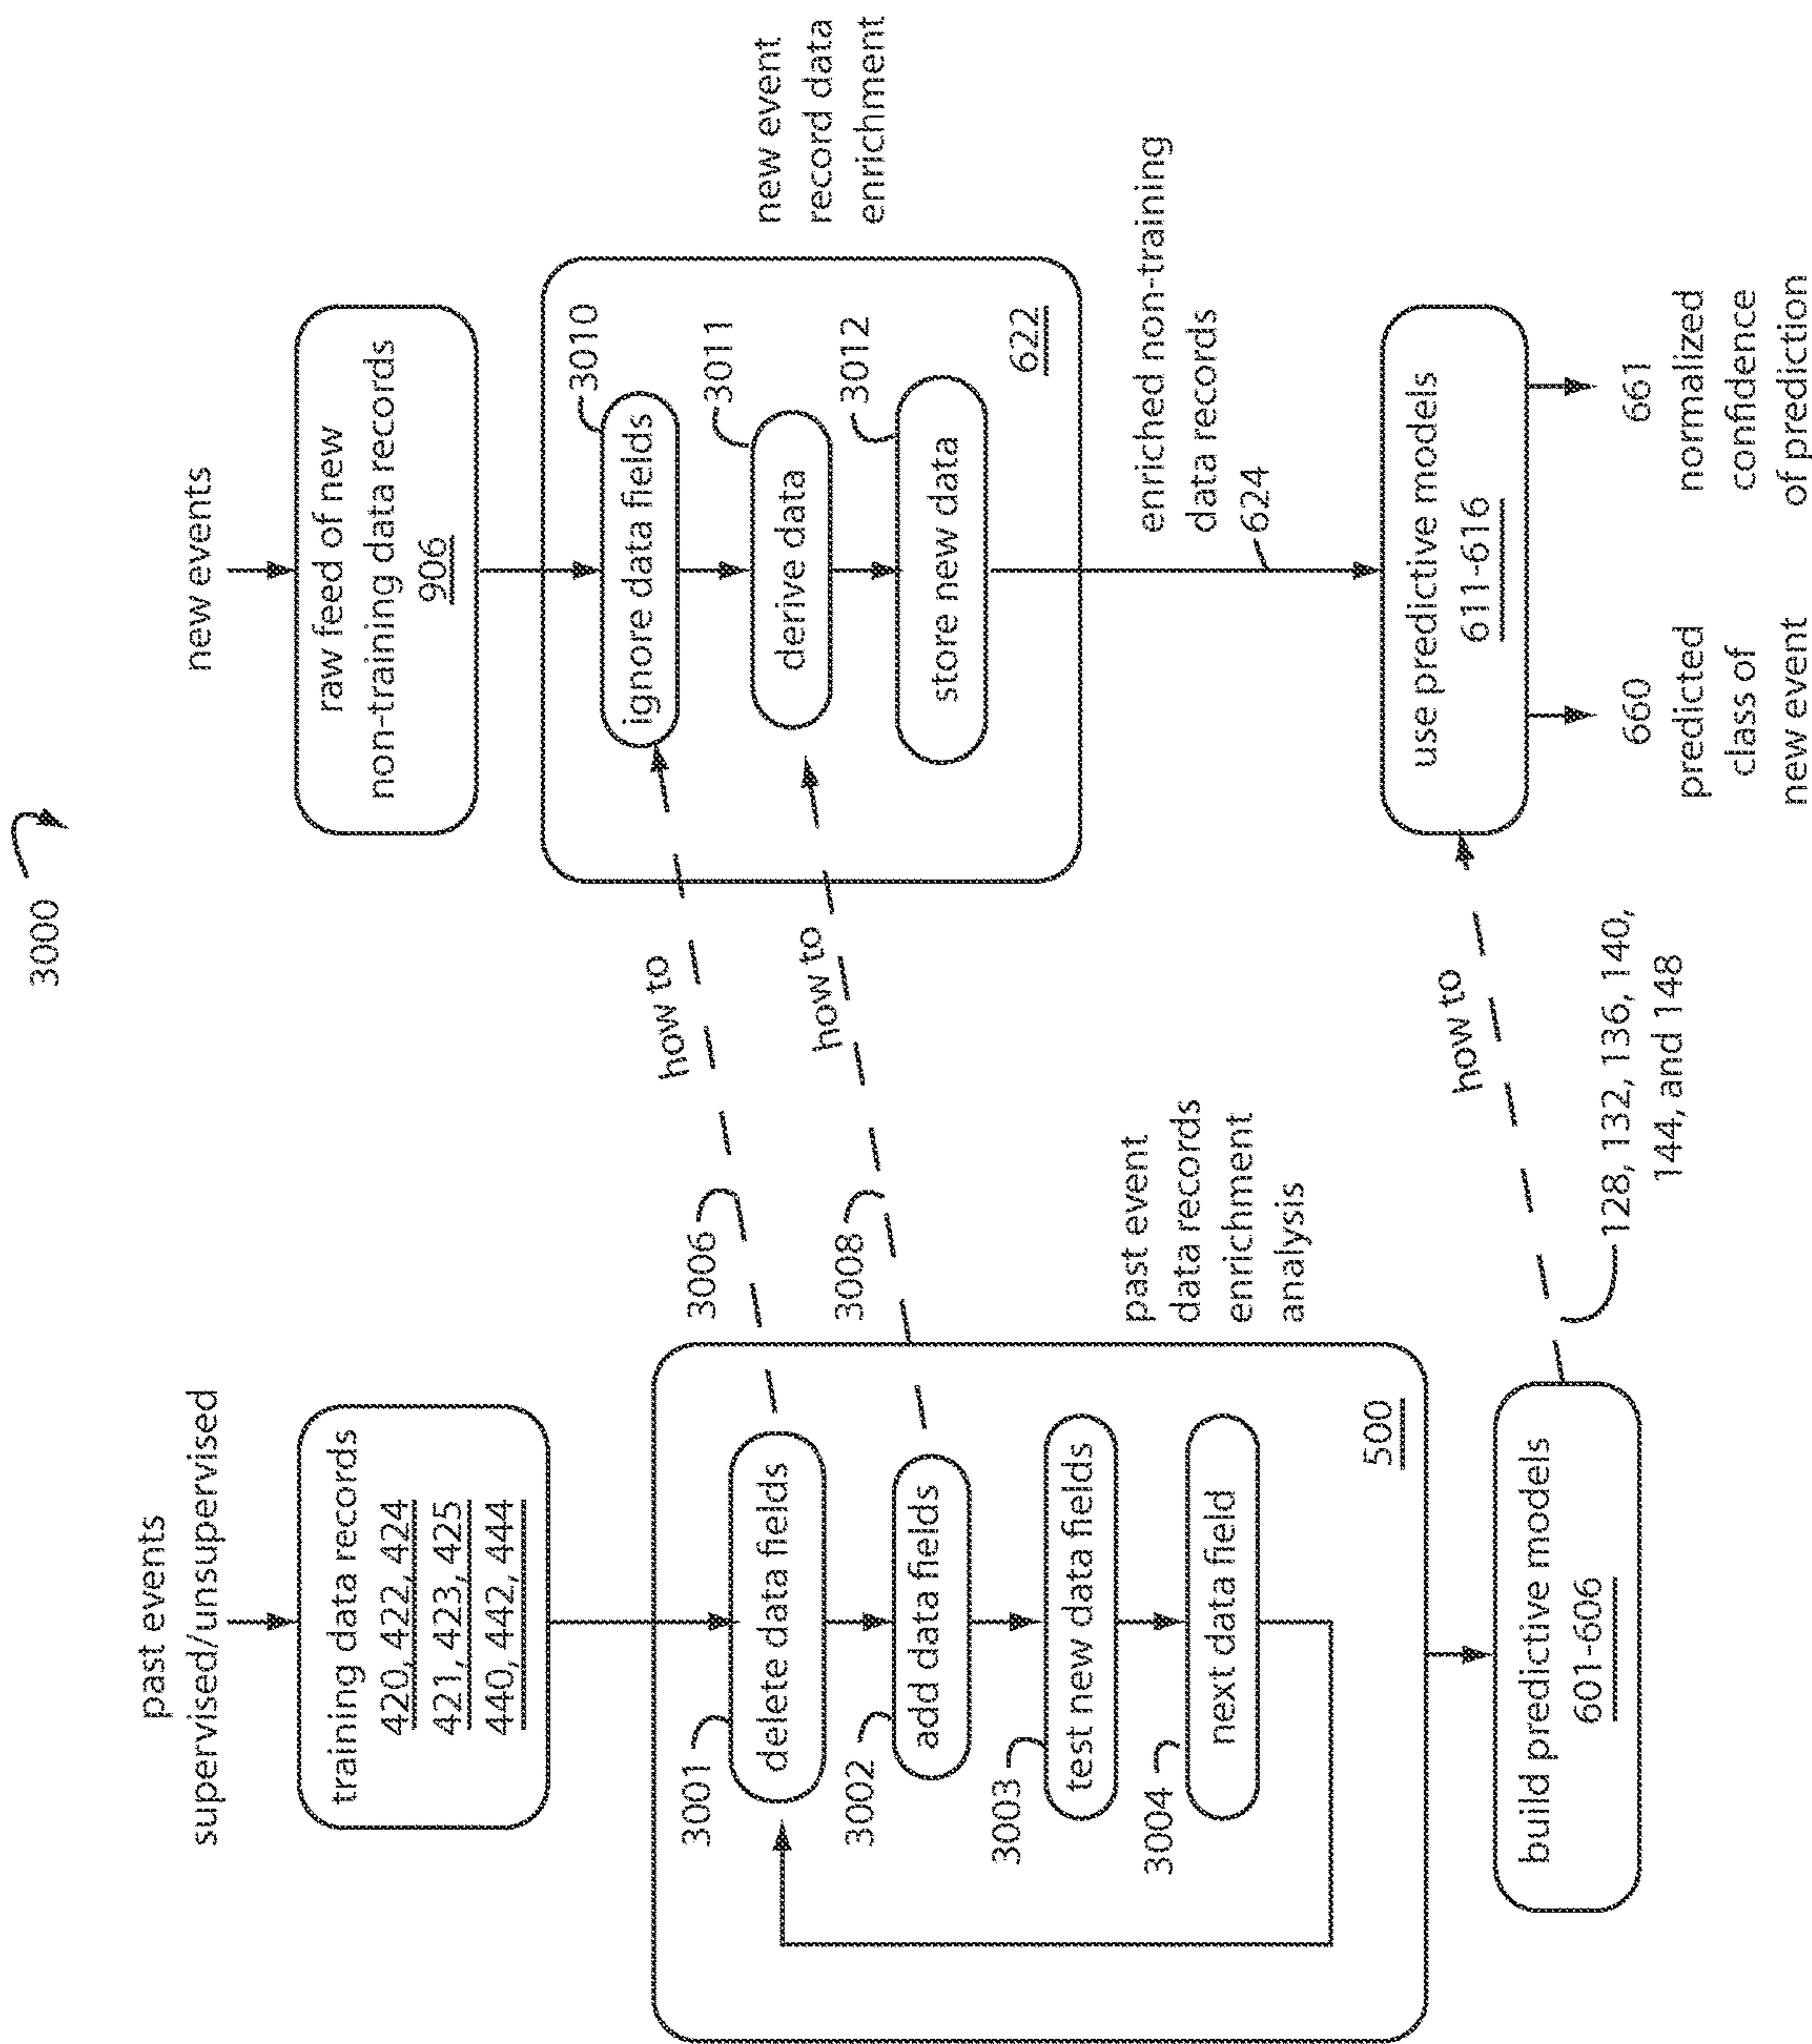 3000
past events
supervised/unsupervised
training data records
420, 422, 424
421, 423, 425
440, 442, 444
3001
delete data fields
3002
add data fields
3003
test new data fields
3004
next data field
500
past event
data records
enrichment
analysis
build predictive models
601-606
3006
how to
3008
how to
how to
128, 132, 136, 140,
144, and 148
new events
raw feed of new
non-training data records
906
ignore data fields
3010
derive data
3011
store new data
3012
622
new event
record data
enrichment
enriched non-training
data records
624
use predictive models
611-616
660
predicted
class of
new event
661
normalized
confidence
of prediction